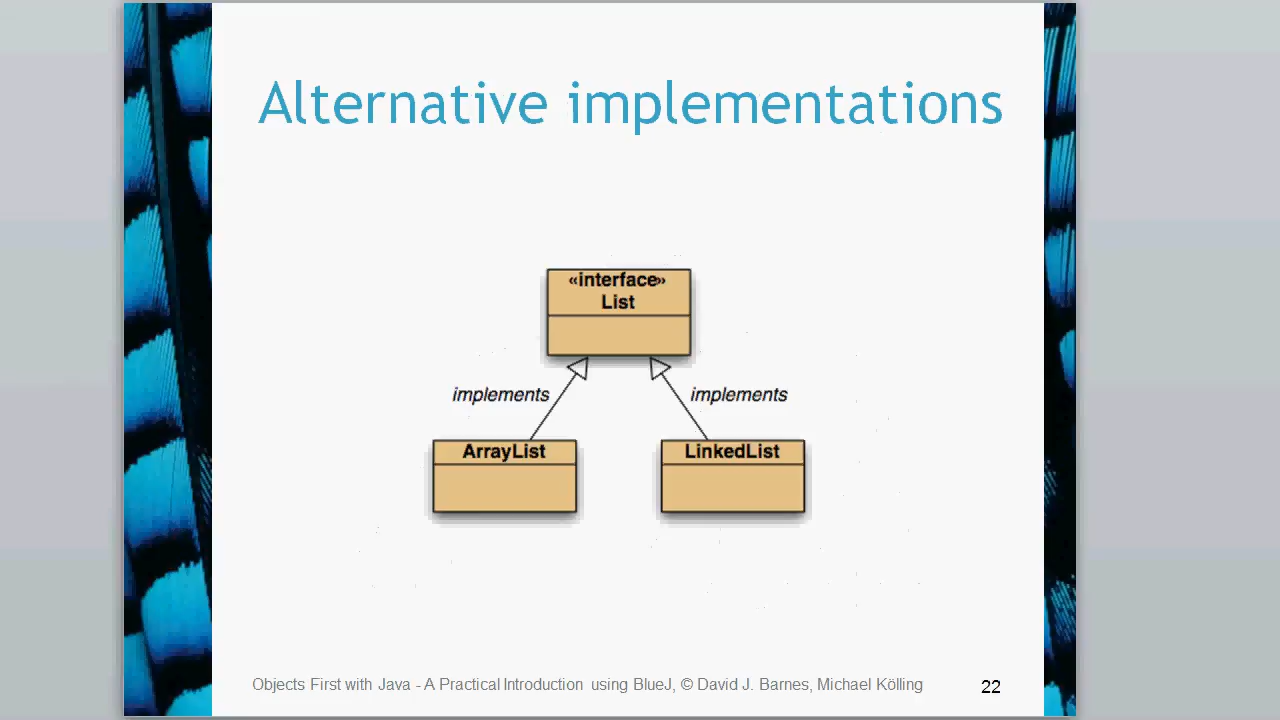 Alternative implementations
«interface»
List
implements
implements
ArrayList
LinkedList
Objects First with Java - A Practical Introduction using BlueJ, © David J. Barnes, Michael Kölling
22